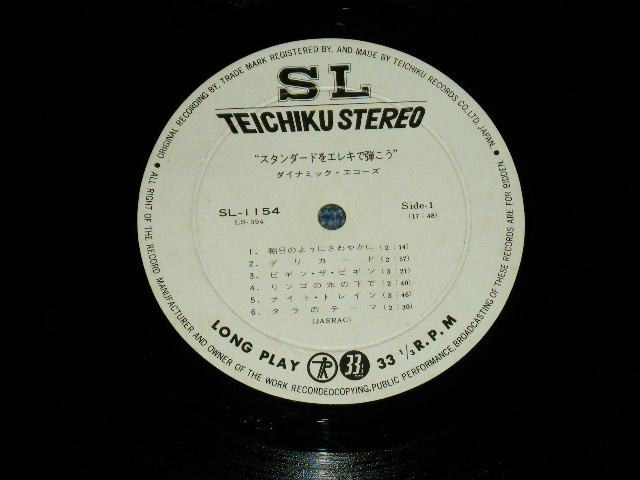 • ORIGINAL RECORDING BY, TRADE MARK REGISTERED BY, AND MADE BY TEICHIKU RECORDS CO., LTD. JAPAN. •
SL
TEICHIKU STEREO
"スタンダードをエレキで弾こう"
ダイナミック・エコーズ
SL-1154
LS-394
Side-1
(17:48)
1. 朝日のようにさわやかに (2:14)
2. デリカード (2:57)
3. ビギン・ザ・ビギン (3:21)
4. リンゴの木の下で (2:40)
5. ナイト・トレイン (3:46)
6. タラのテーマ (2:30)
(JASRAC)
LONG PLAY 33 33 1/3 R.P.M
• ALL RIGHT OF THE RECORD MANUFACTURER AND OWNER OF THE WORK RECORDEDCOPYING, PUBLIC PERFORMANCE, BROADCASTING OF THESE RECORDS ARE FOR BIDDEN. •